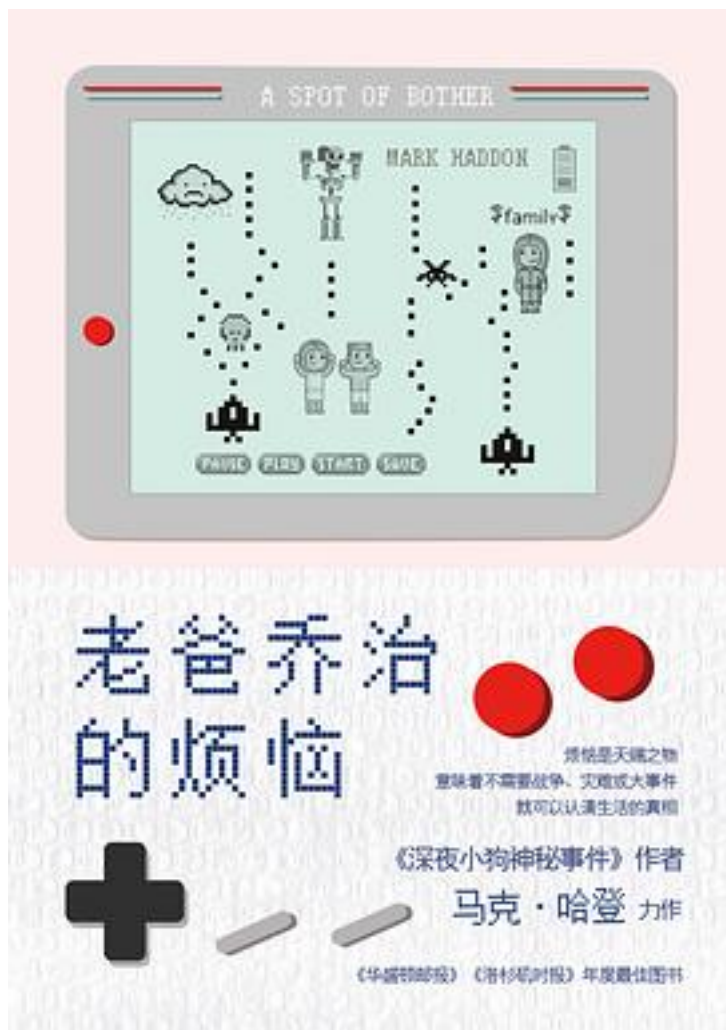 A SPOT OF BOTHER
MARK HADDON
family
PAUSE PLAY START SAVE
老爸乔治
的烦恼
烦恼是天赐之物
意味着不需要战争、灾难或大事件
就可以认清生活的真相
《深夜小狗神秘事件》作者
马克·哈登 力作
《华盛顿邮报》《洛杉矶时报》年度最佳图书